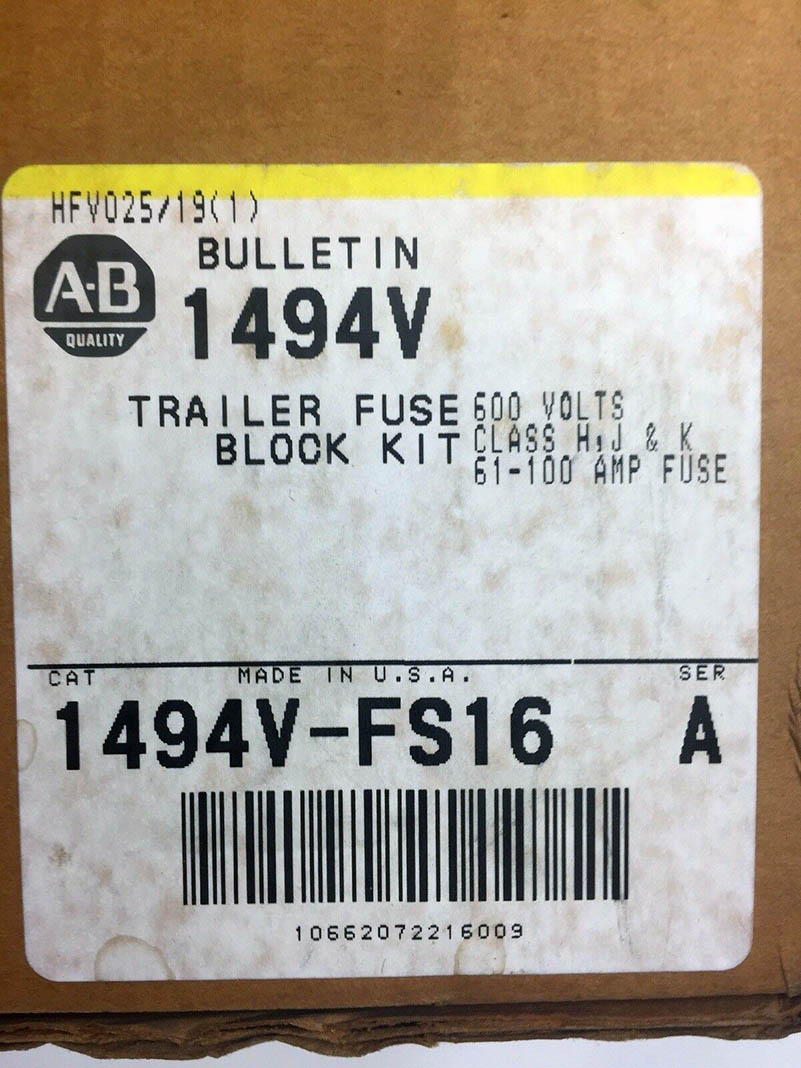 HFV025/19(1)
A-B
QUALITY
BULLETIN
1494V
TRAILER FUSE
BLOCK KIT
600 VOLTS
CLASS H,J & K
61-100 AMP FUSE
CAT MADE IN U.S.A. SER
1494V-FS16 A
10662072216009